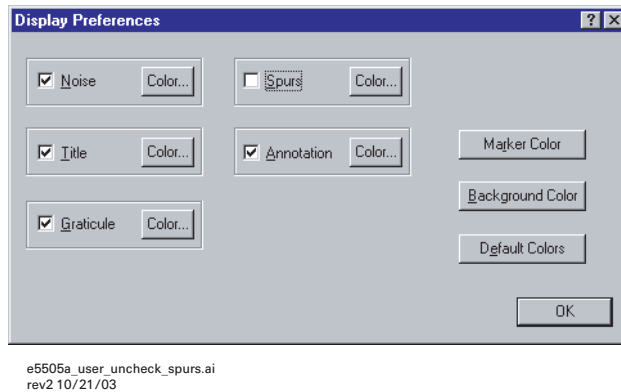 Display Preferences
? X
Noise Color... Spurs Color...
Title Color... Annotation Color... Marker Color
Graticule Color... Background Color
Default Colors
OK
e5505a_user_uncheck_spurs.ai
rev2 10/21/03